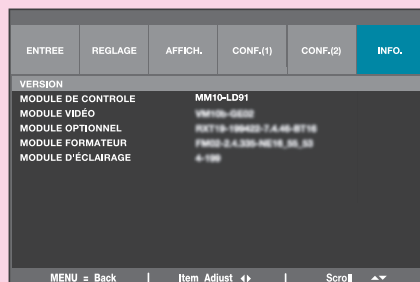 ENTREE REGLAGE AFFICH. CONF.(1) CONF.(2) INFO.
VERSION
MODULE DE CONTROLE MM10-LD91
MODULE VIDÉO
MODULE OPTIONNEL
MODULE FORMATEUR
MODULE D'ÉCLAIRAGE
MENU = Back | Item Adjust ◂▸ | Scroll ▴▾